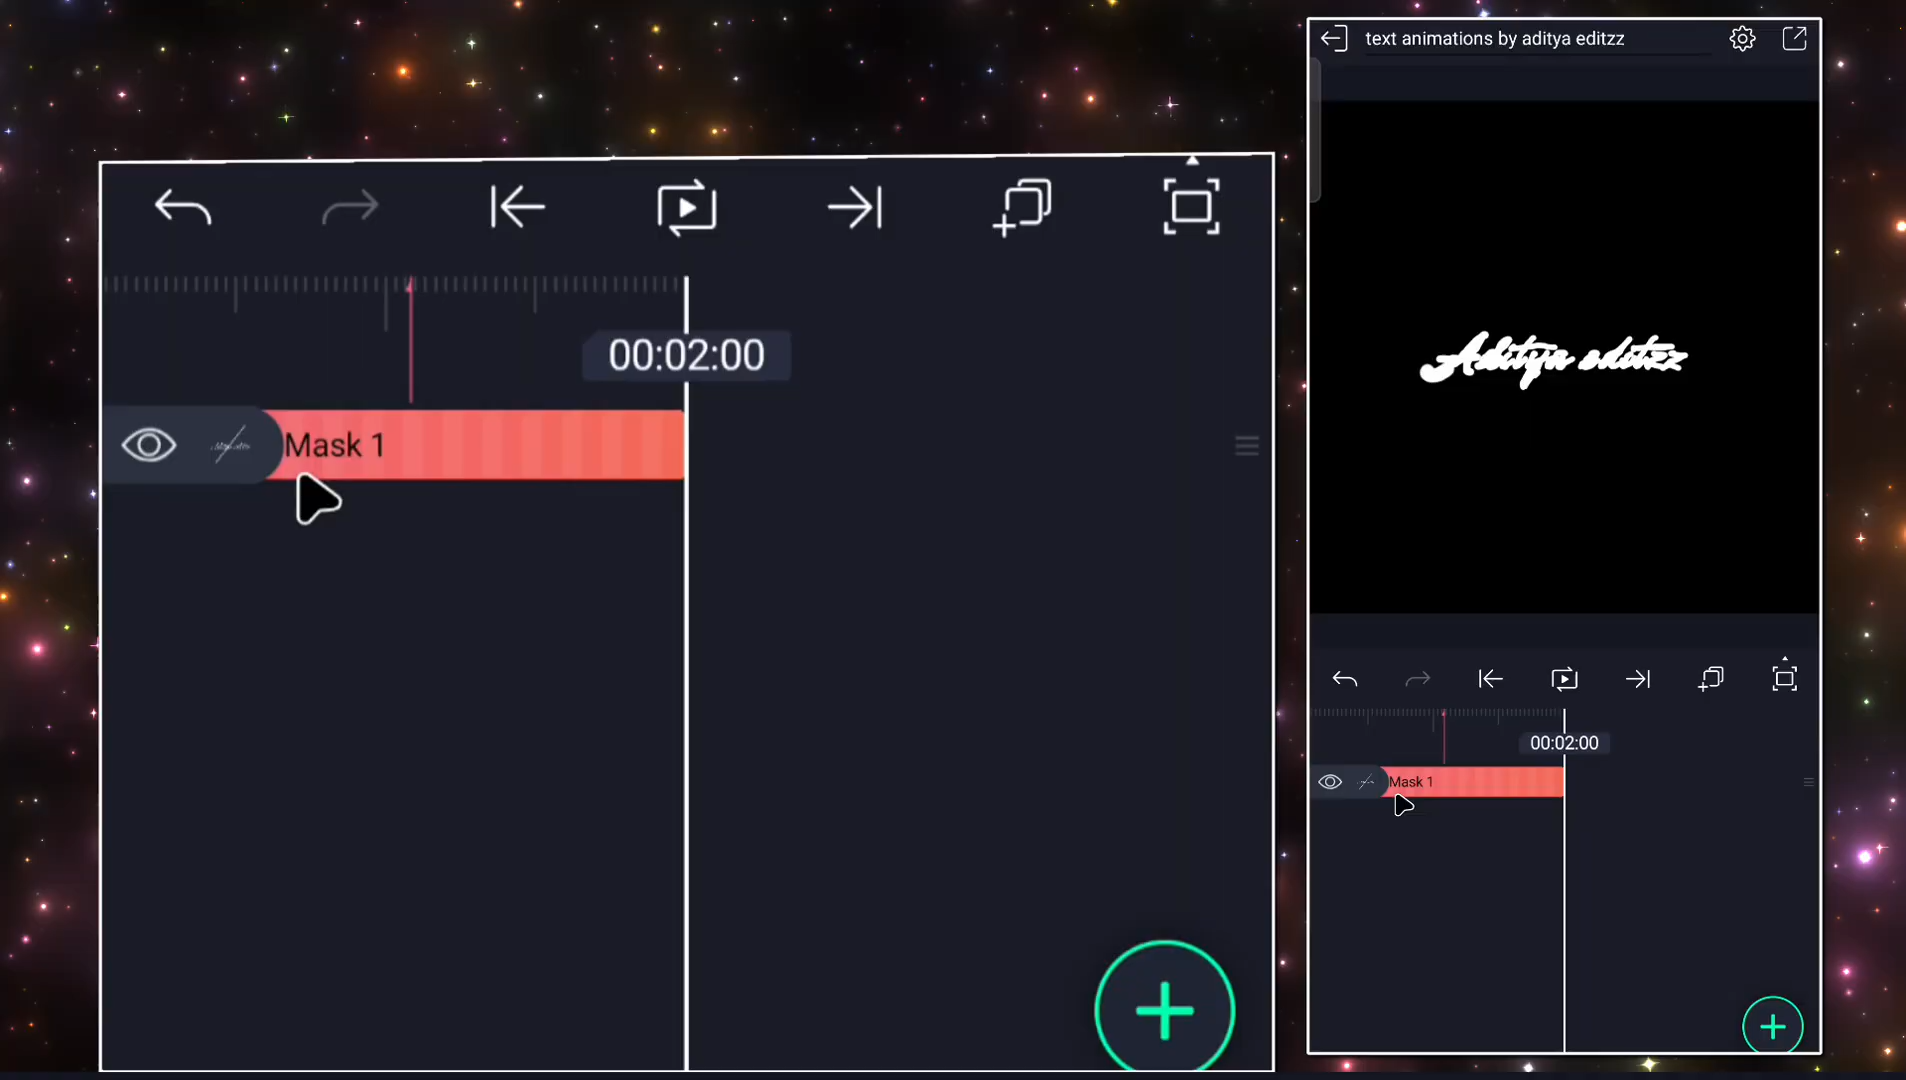 text animations by aditya editzz
00:02:00
Mask 1
Aditya editzz
00:02:00
Mask 1